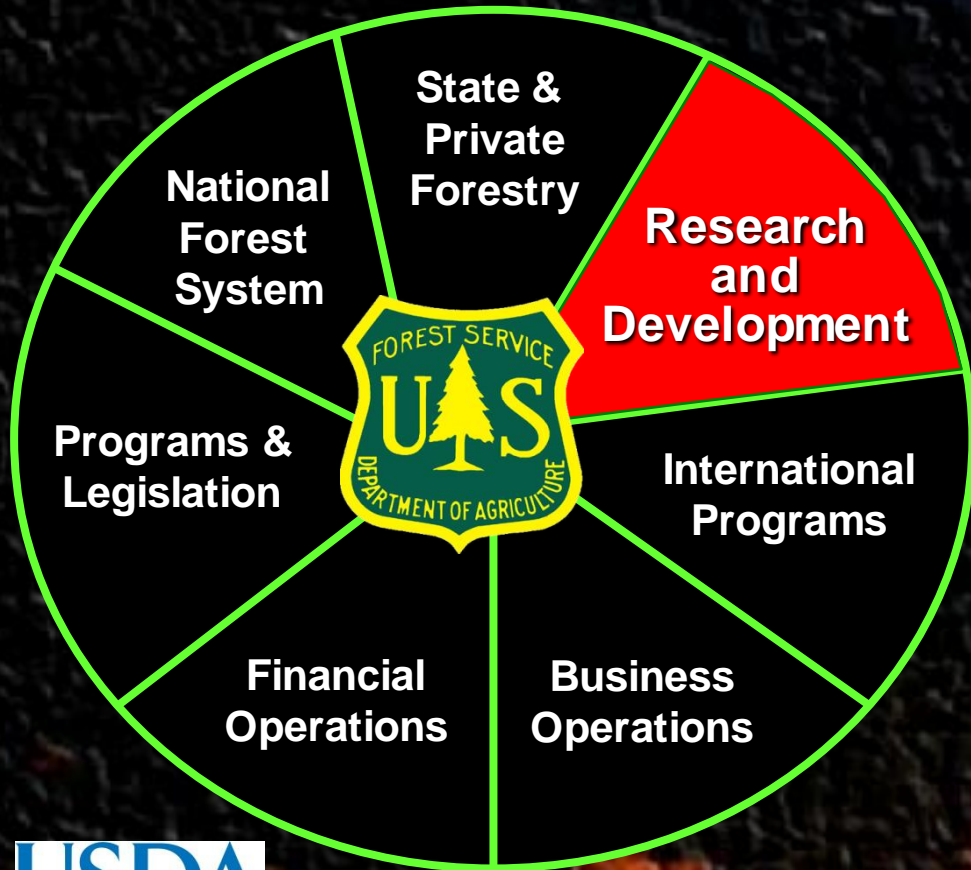 State &
Private
Forestry
National
Forest
System
Research
and
Development
FOREST SERVICE
U S
DEPARTMENT OF AGRICULTURE
Programs &
Legislation
International
Programs
Financial
Operations
Business
Operations
USDA